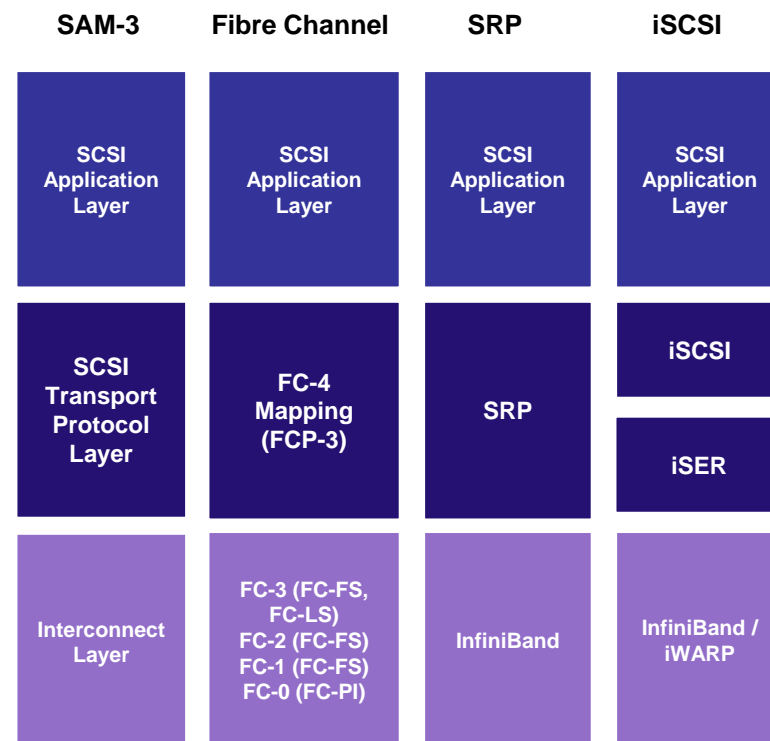 SAM-3
Fibre Channel
SRP
iSCSI
SCSI
Application
Layer
SCSI
Application
Layer
SCSI
Application
Layer
SCSI
Application
Layer
SCSI
Transport
Protocol
Layer
FC-4
Mapping
(FCP-3)
SRP
iSCSI
iSER
Interconnect
Layer
FC-3 (FC-FS,
FC-LS)
FC-2 (FC-FS)
FC-1 (FC-FS)
FC-0 (FC-PI)
InfiniBand
InfiniBand /
iWARP